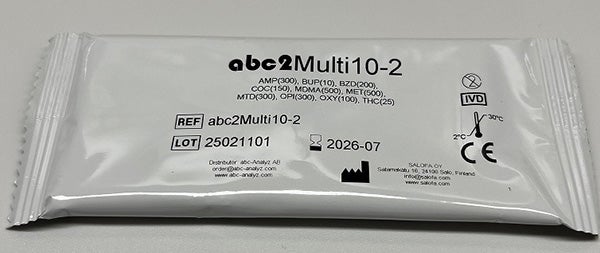 abc2Multi10-2
AMP(300), BUP(10), BZD(200),
COC(150), MDMA(500), MET(500),
MTD(300), OPI(300), OXY(100), THC(25)
REF abc2Multi10-2
LOT 25021101
2026-07
2
IVD
30°C
2°C
CE
Distributor: abc-Analyz AB
order@abc-analyz.com
www.abc-analyz.com
SALOFA OY
Salamakatu 16, 24100 Salo, Finland
info@salofa.com
www.salofa.com
1